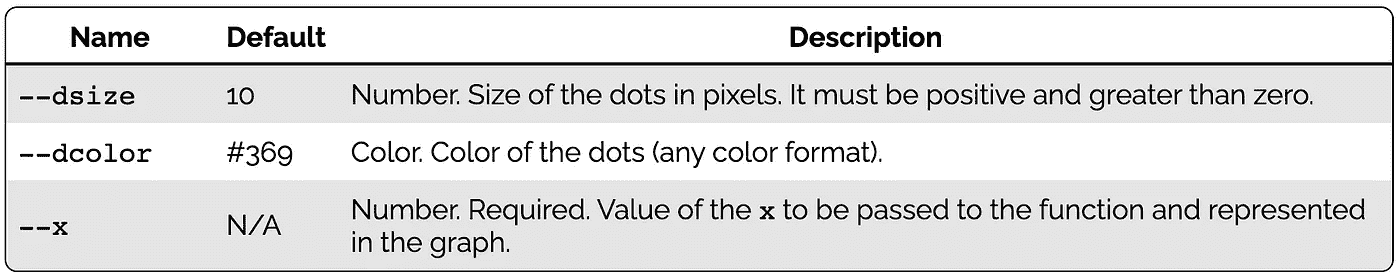 Name Default Description
--dsize 10 Number. Size of the dots in pixels. It must be positive and greater than zero.
--dcolor #369 Color. Color of the dots (any color format).
--x N/A Number. Required. Value of the x to be passed to the function and represented
in the graph.